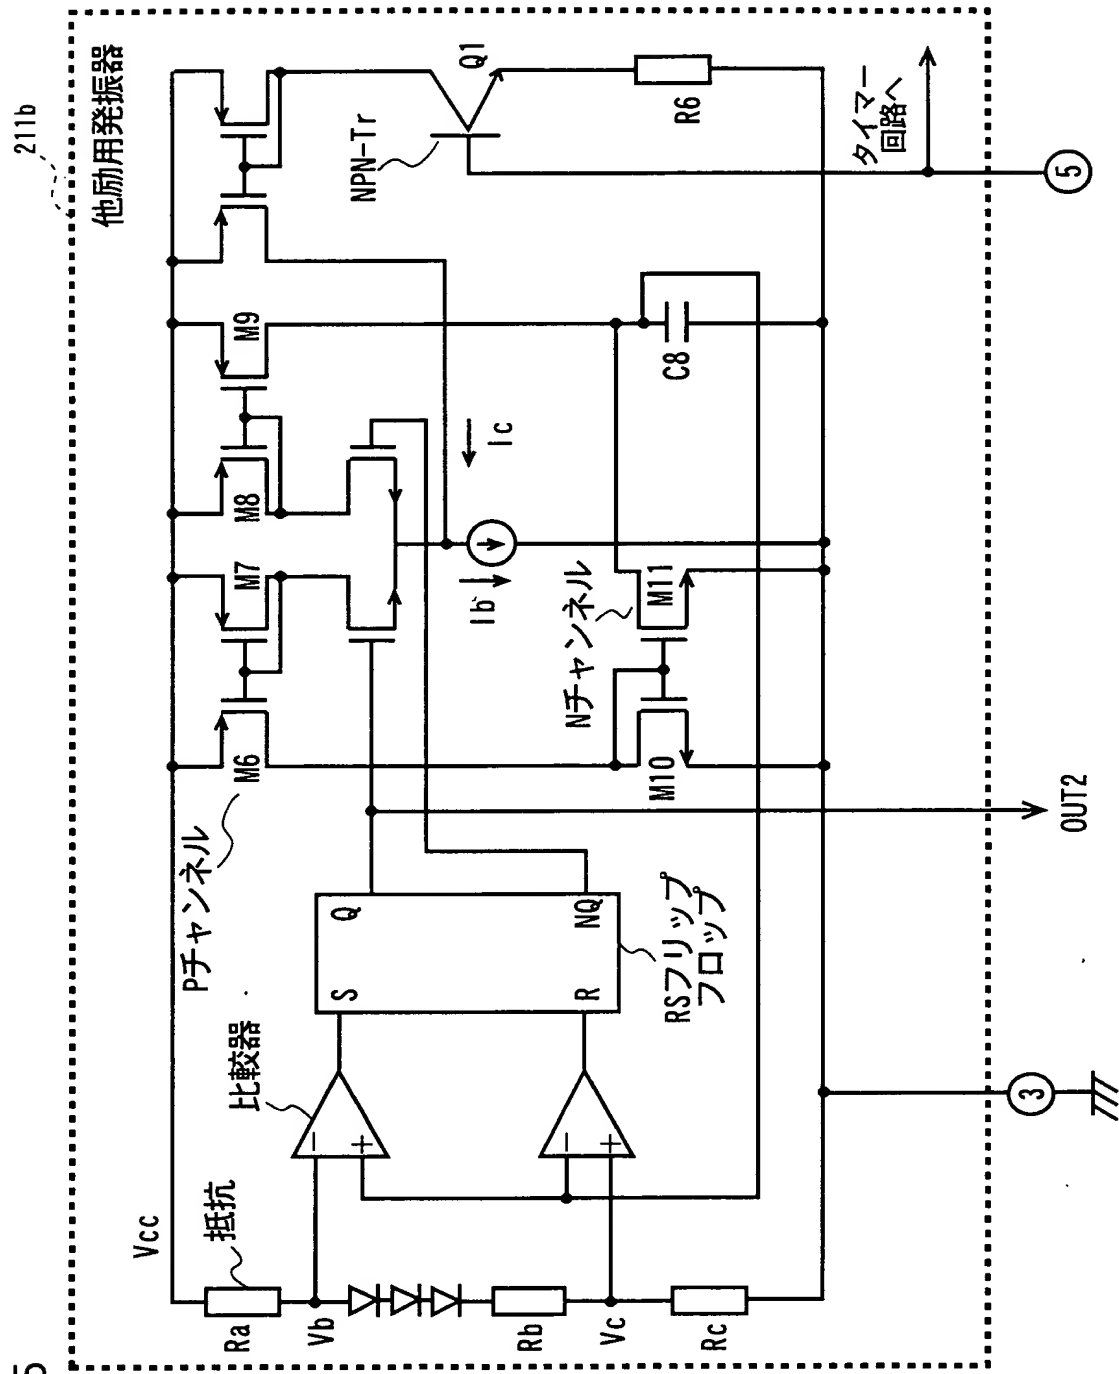 211b
他励用発振器
Vcc
Ra
抵抗
Vb
Rb
Vc
Rc
比較器
-
+
-
+
S
Q
R
NQ
RSフリップ
フロップ
Pチャンネル
M6
M7
M8
M9
Ib
Ic
Nチャンネル
M10
M11
C8
NPN-Tr
Q1
R6
タイマー
回路へ
OUT2
3
5
5